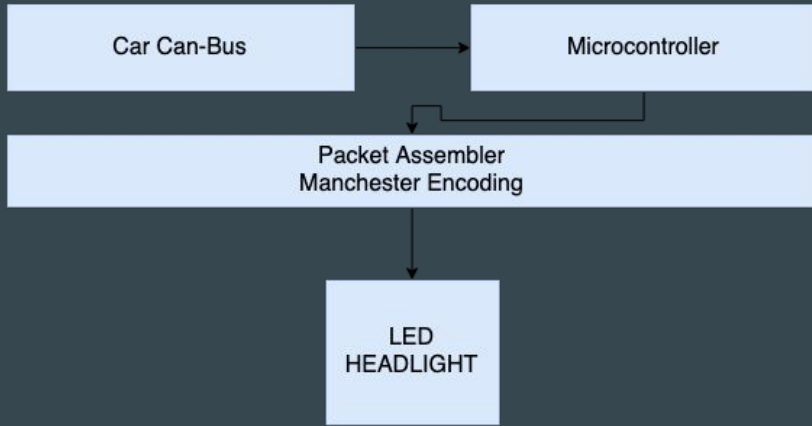 Car Can-Bus
Microcontroller
Packet Assembler
Manchester Encoding
LED
HEADLIGHT